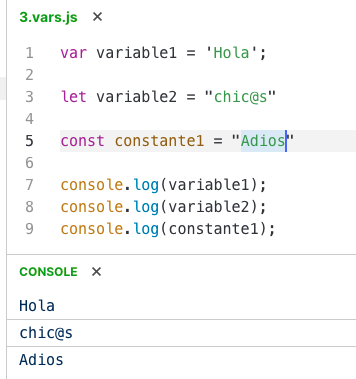 3.vars.js ×
1 var variable1 = 'Hola';
2
3 let variable2 = "chic@s"
4
5 const constante1 = "Adios"
6
7 console.log(variable1);
8 console.log(variable2);
9 console.log(constante1);
CONSOLE ×
Hola
chic@s
Adios